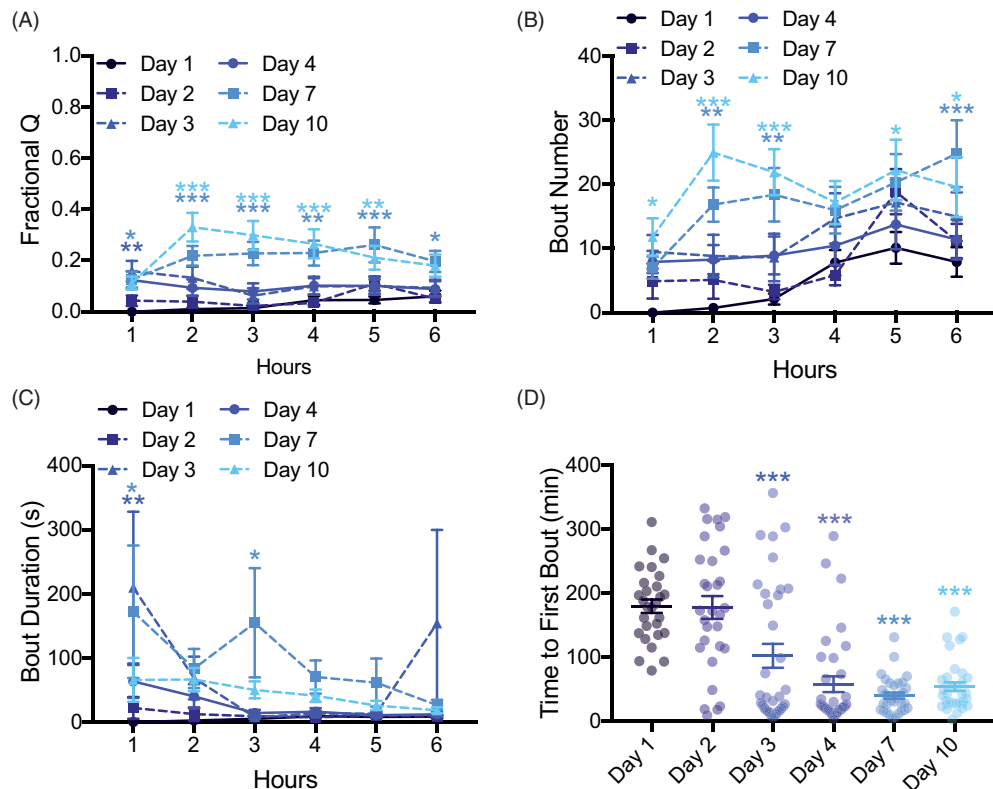 (A)
Fractional Q
1.0
0.8
0.6
0.4
0.2
0.0
Day 1 Day 4
Day 2 Day 7
Day 3 Day 10
*** *** *** **
* *** *** ** *** *
**
1 2 3 4 5 6
Hours
(B)
Bout Number
40
30
20
10
0
Day 1 Day 4
Day 2 Day 7
Day 3 Day 10
* *** *** * *
** ** ***
1 2 3 4 5 6
Hours
(C)
Day 1 Day 4
Day 2 Day 7
Day 3 Day 10
Bout Duration (s)
400
300
200
100
0
*
**
*
1 2 3 4 5 6
Hours
(D)
Time to First Bout (min)
400
300
200
100
0
*** *** *** ***
Day 1 Day 2 Day 3 Day 4 Day 7 Day 10